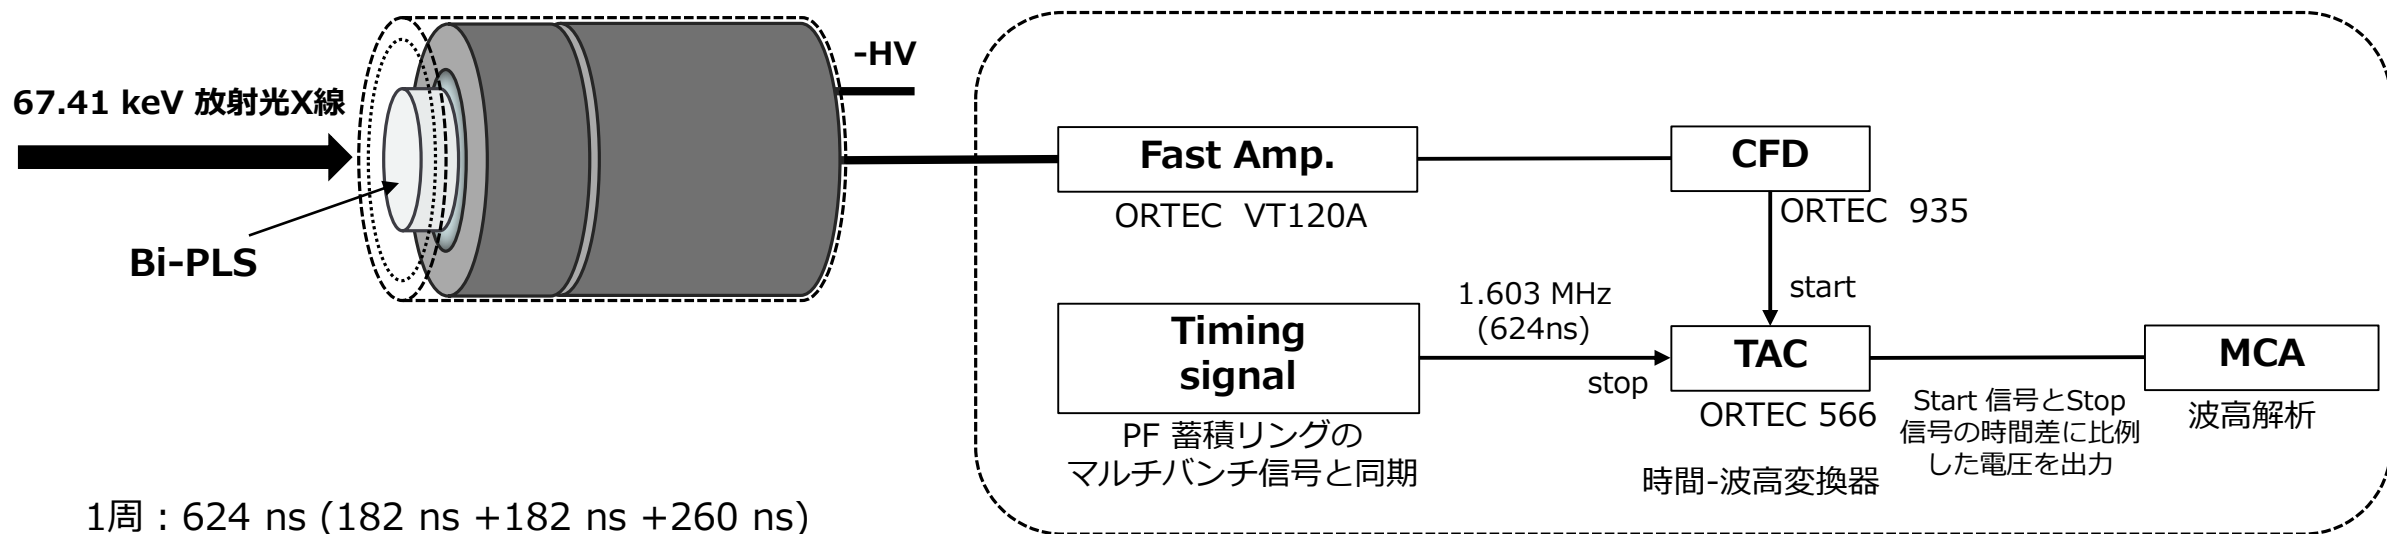 67.41 keV 放射光X線
Bi-PLS
-HV
Fast Amp.
ORTEC VT120A
CFD
ORTEC 935
start
Timing
signal
PF 蓄積リングの
マルチバンチ信号と同期
1.603 MHz
(624ns)
stop
TAC
ORTEC 566
時間-波高変換器
Start 信号とStop
信号の時間差に比例
した電圧を出力
MCA
波高解析
1周：624 ns (182 ns +182 ns +260 ns)